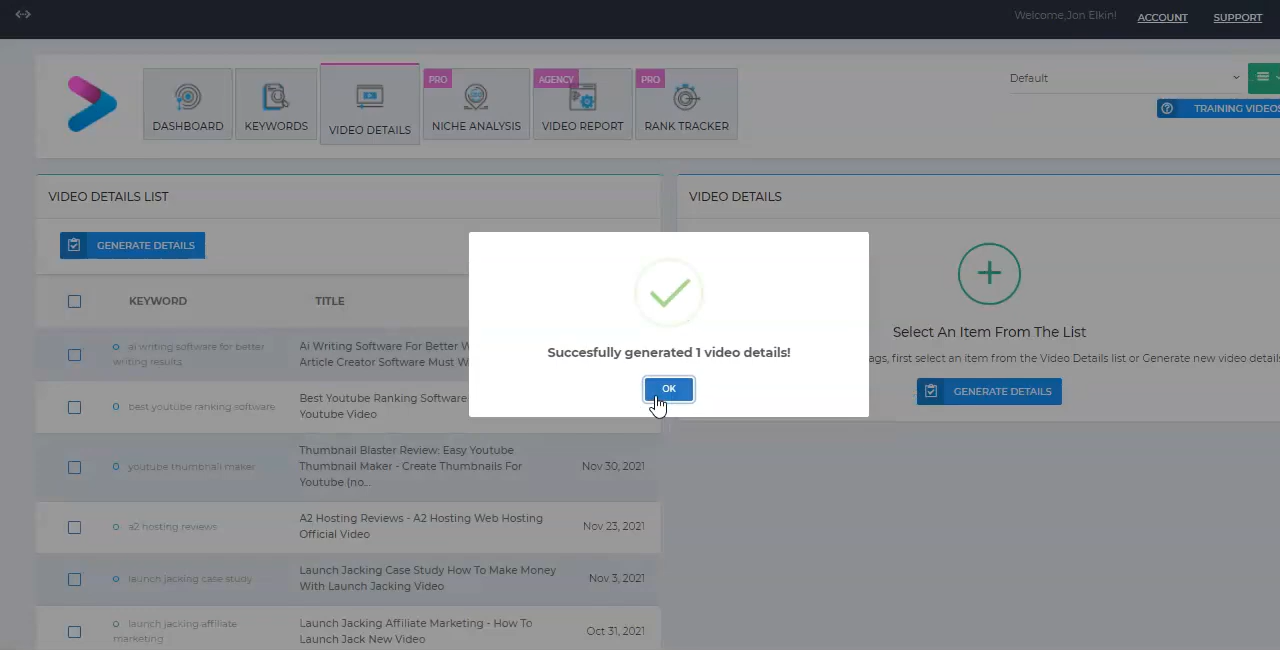 Welcome,Jon Elkin!
ACCOUNT
SUPPORT
DASHBOARD
KEYWORDS
VIDEO DETAILS
PRO
NICHE ANALYSIS
AGENCY
VIDEO REPORT
PRO
RANK TRACKER
Default
TRAINING VIDEOS
VIDEO DETAILS LIST
GENERATE DETAILS
KEYWORD
TITLE
ai writing software for better
writing results
Ai Writing Software For Better W
Article Creator Software Must W
best youtube ranking software
Best Youtube Ranking Software
Youtube Video
youtube thumbnail maker
Thumbnail Blaster Review: Easy Youtube
Thumbnail Maker - Create Thumbnails For
Youtube (no...
Nov 30, 2021
a2 hosting reviews
A2 Hosting Reviews - A2 Hosting Web Hosting
Official Video
Nov 23, 2021
launch jacking case study
Launch Jacking Case Study How To Make Money
With Launch Jacking Video
Nov 3, 2021
launch jacking affiliate
marketing
Launch Jacking Affiliate Marketing - How To
Launch Jack New Video
Oct 31, 2021
VIDEO DETAILS
Select An Item From The List
ags, first select an item from the Video Details list or Generate new video details
GENERATE DETAILS
Succesfully generated 1 video details!
OK